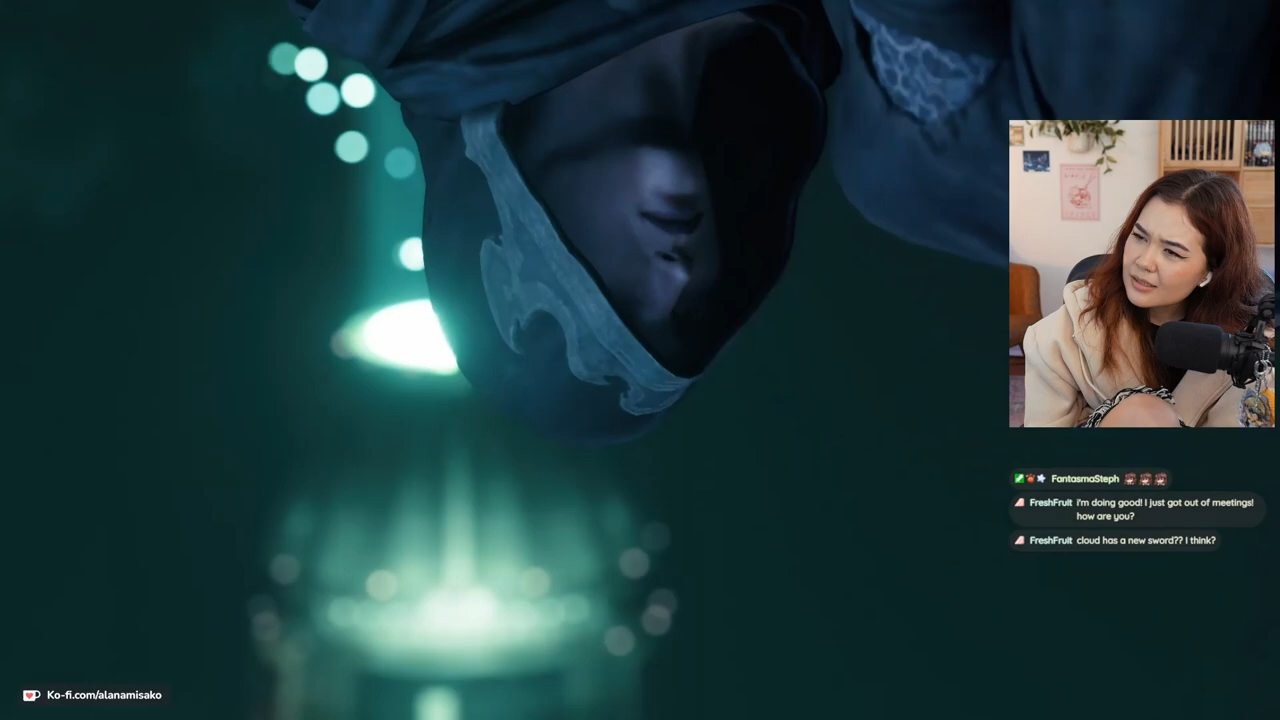 FantasmaSteph
FreshFruit i'm doing good! I just got out of meetings!
how are you?
FreshFruit cloud has a new sword?? I think?
Ko-fi.com/alanamisako